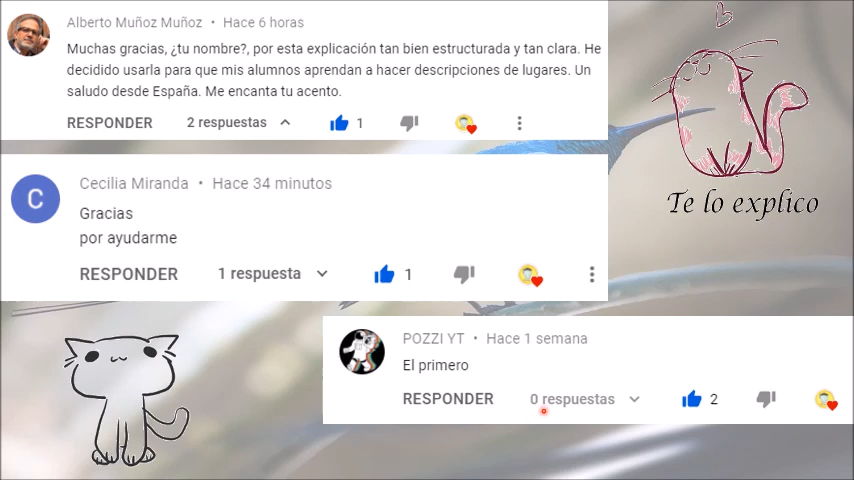 Alberto Muñoz Muñoz • Hace 6 horas
Muchas gracias, ¿tu nombre?, por esta explicación tan bien estructurada y tan clara. He
decidido usarla para que mis alumnos aprendan a hacer descripciones de lugares. Un
saludo desde España. Me encanta tu acento.
RESPONDER 2 respuestas 1
Te lo explico
C
Cecilia Miranda • Hace 34 minutos
Gracias
por ayudarme
RESPONDER 1 respuesta 1
POZZI YT • Hace 1 semana
El primero
RESPONDER 0 respuestas 2